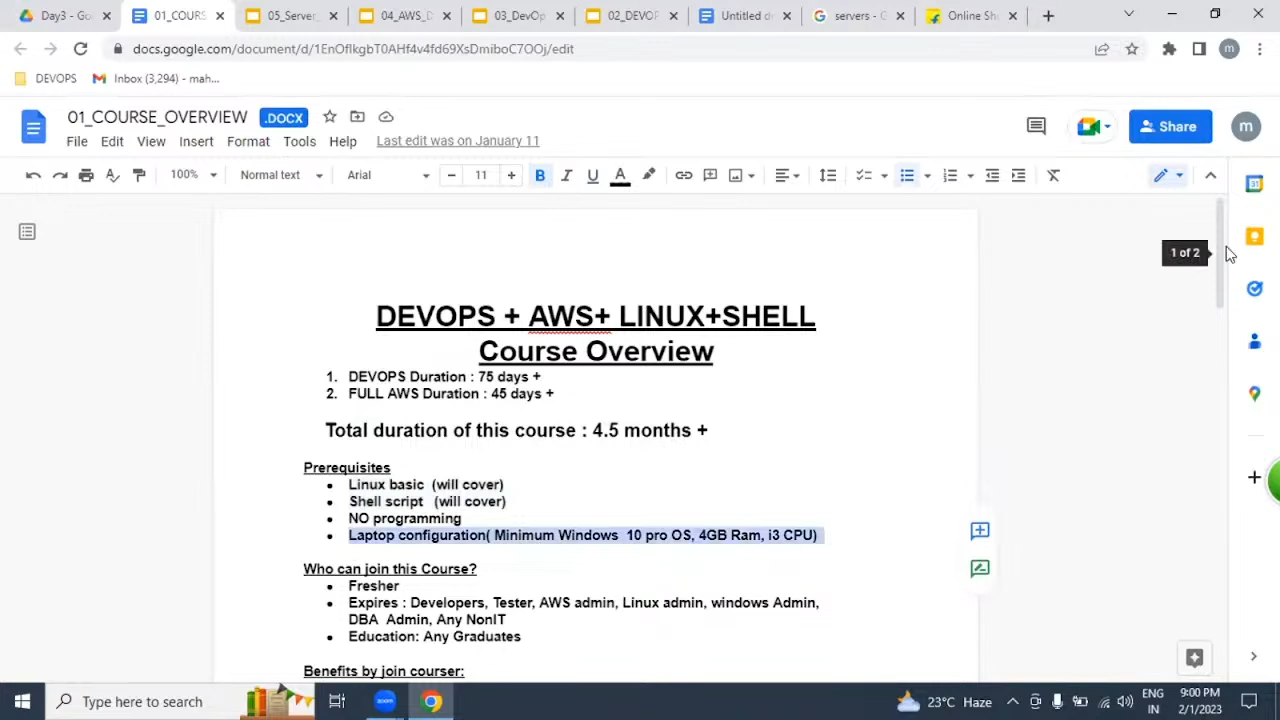 Day3 - Go
01_COURS
05_Server_
04_AWS_D
03_DevOp
02_DEVOP
Untitled d
servers - G
Online Sh
docs.google.com/document/d/1EnOflkgbT0AHf4v4fd69XsDmiboC7OOj/edit
m
DEVOPS
Inbox (3,294) - mah...
01_COURSE_OVERVIEW
.DOCX
File Edit View Insert Format Tools Help Last edit was on January 11
Share
m
100% Normal text Arial 11
1 of 2
DEVOPS + AWS+ LINUX+SHELL
Course Overview
1. DEVOPS Duration : 75 days +
2. FULL AWS Duration : 45 days +
Total duration of this course : 4.5 months +
Prerequisites
• Linux basic (will cover)
• Shell script (will cover)
• NO programming
• Laptop configuration( Minimum Windows 10 pro OS, 4GB Ram, i3 CPU)
Who can join this Course?
• Fresher
• Expires : Developers, Tester, AWS admin, Linux admin, windows Admin,
DBA Admin, Any NonIT
• Education: Any Graduates
Benefits by join courser:
Type here to search
zoom
23°C Haze
ENG
IN
9:00 PM
2/1/2023